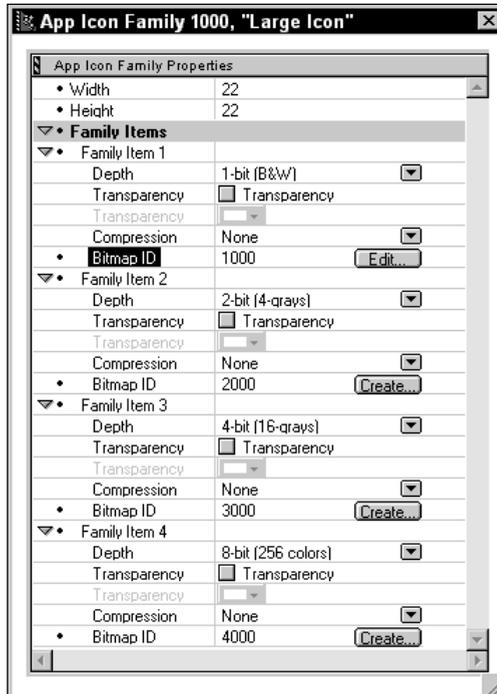 App Icon Family 1000, "Large Icon"
App Icon Family Properties
• Width 22
• Height 22
• Family Items
• Family Item 1
Depth 1-bit (B&W)
Transparency Transparency
Transparency
Compression None
• Bitmap ID 1000 Edit...
• Family Item 2
Depth 2-bit (4-grays)
Transparency Transparency
Transparency
Compression None
• Bitmap ID 2000 Create...
• Family Item 3
Depth 4-bit (16-grays)
Transparency Transparency
Transparency
Compression None
• Bitmap ID 3000 Create...
• Family Item 4
Depth 8-bit (256 colors)
Transparency Transparency
Transparency
Compression None
• Bitmap ID 4000 Create...